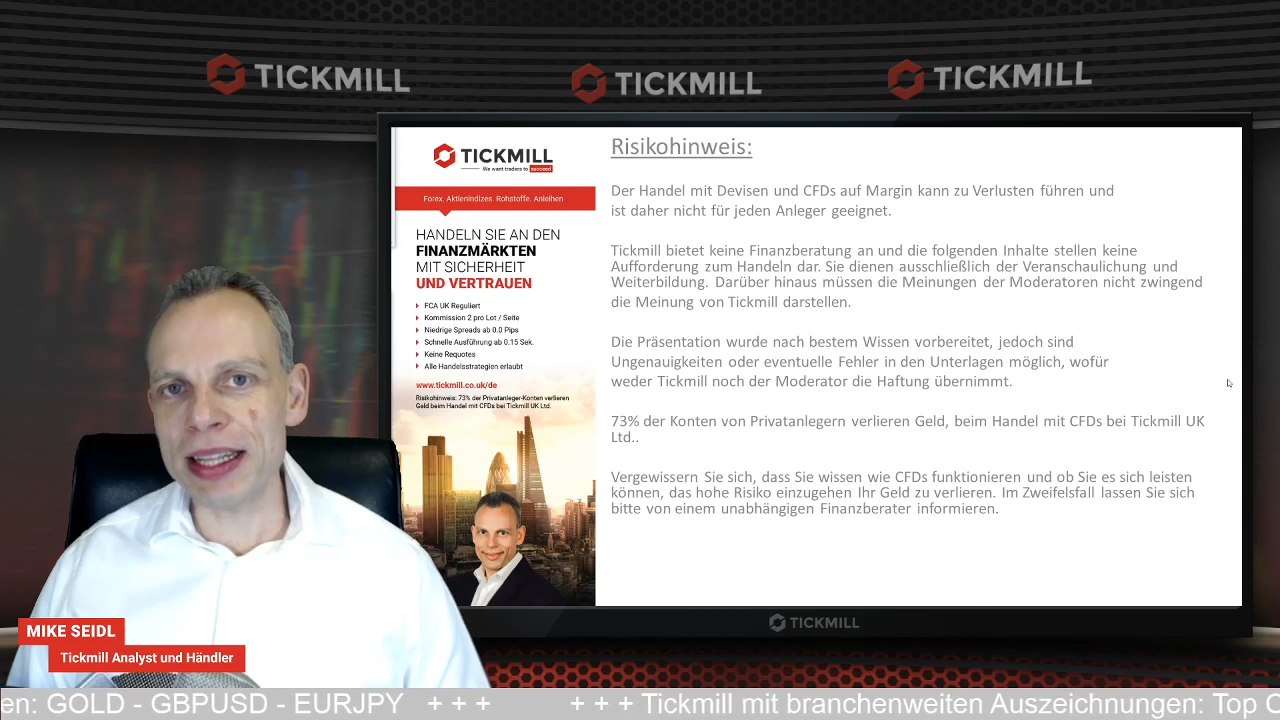 TICKMILL
TICKMILL
TICKMILL
TICKMILL
We want traders to succeed
Forex. Aktienindizes. Rohstoffe. Anleihen
HANDELN SIE AN DEN
FINANZMÄRKTEN
MIT SICHERHEIT
UND VERTRAUEN
FCA UK Reguliert
Kommission 2 pro Lot / Seite
Niedrige Spreads ab 0.0 Pips
Schnelle Ausführung ab 0.15 Sek.
Keine Requotes
Alle Handelsstrategien erlaubt
www.tickmill.co.uk/de
Risikohinweis: 73% der Privatanleger-Konten verlieren
Geld beim Handel mit CFDs bei Tickmill UK Ltd.
Risikohinweis:
Der Handel mit Devisen und CFDs auf Margin kann zu Verlusten führen und
ist daher nicht für jeden Anleger geeignet.
Tickmill bietet keine Finanzberatung an und die folgenden Inhalte stellen keine
Aufforderung zum Handeln dar. Sie dienen ausschließlich der Veranschaulichung und
Weiterbildung. Darüber hinaus müssen die Meinungen der Moderatoren nicht zwingend
die Meinung von Tickmill darstellen.
Die Präsentation wurde nach bestem Wissen vorbereitet, jedoch sind
Ungenauigkeiten oder eventuelle Fehler in den Unterlagen möglich, wofür
weder Tickmill noch der Moderator die Haftung übernimmt.
73% der Konten von Privatanlegern verlieren Geld, beim Handel mit CFDs bei Tickmill UK
Ltd..
Vergewissern Sie sich, dass Sie wissen wie CFDs funktionieren und ob Sie es sich leisten
können, das hohe Risiko einzugehen Ihr Geld zu verlieren. Im Zweifelsfall lassen Sie sich
bitte von einem unabhängigen Finanzberater informieren.
TICKMILL
MIKE SEIDL
Tickmill Analyst und Händler
en: GOLD - GBPUSD - EURJPY + + + + + + Tickmill mit branchenweiten Auszeichnungen: Top C